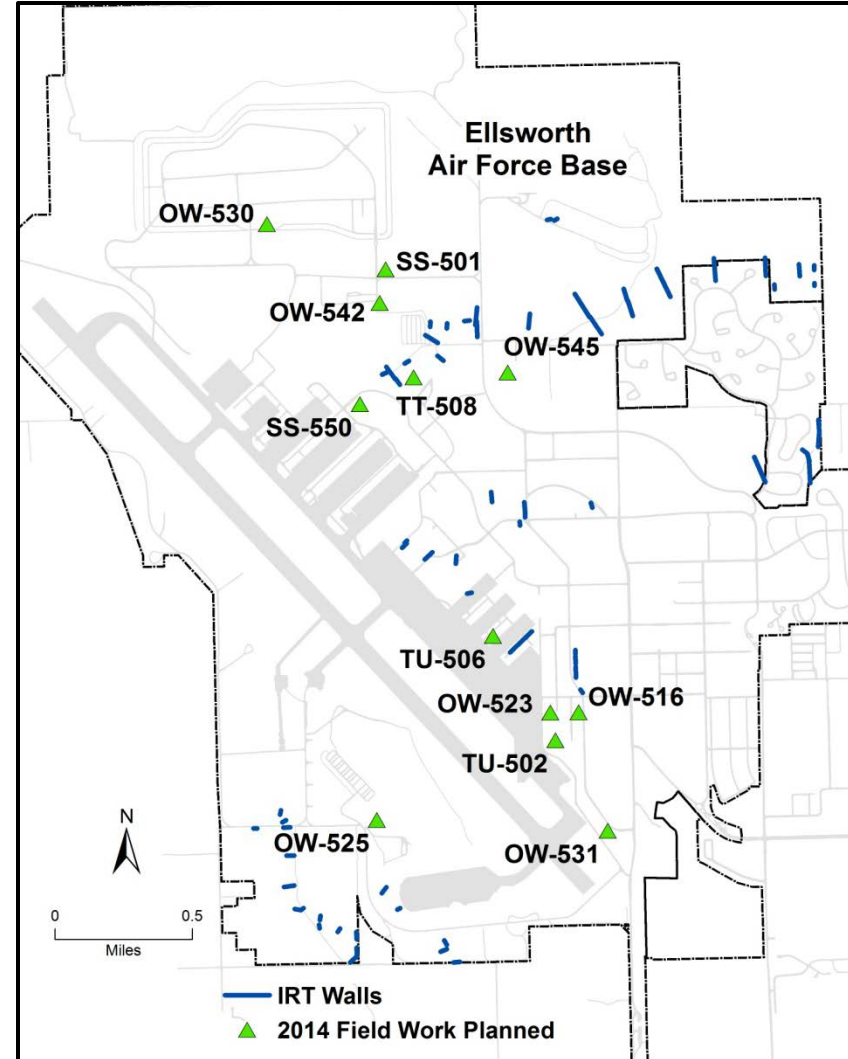 Ellsworth
Air Force Base
OW-530
SS-501
OW-542
OW-545
TT-508
SS-550
TU-506
OW-523
OW-516
TU-502
OW-525
OW-531
N
0 0.5
Miles
IRT Walls
2014 Field Work Planned